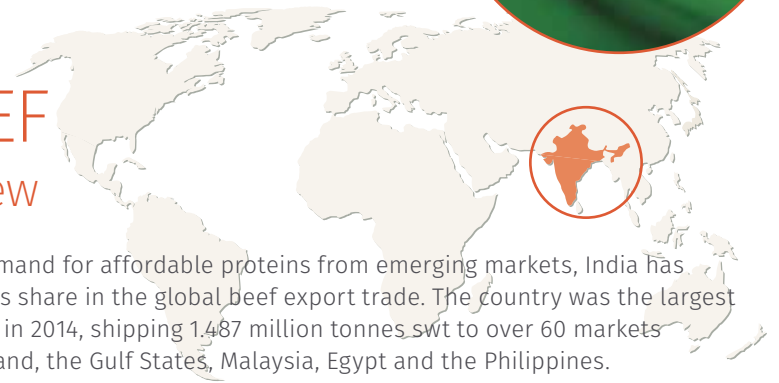 EF
ew
mand for affordable proteins from emerging markets, India has
s share in the global beef export trade. The country was the largest
in 2014, shipping 1.487 million tonnes swt to over 60 markets
and, the Gulf States, Malaysia, Egypt and the Philippines.